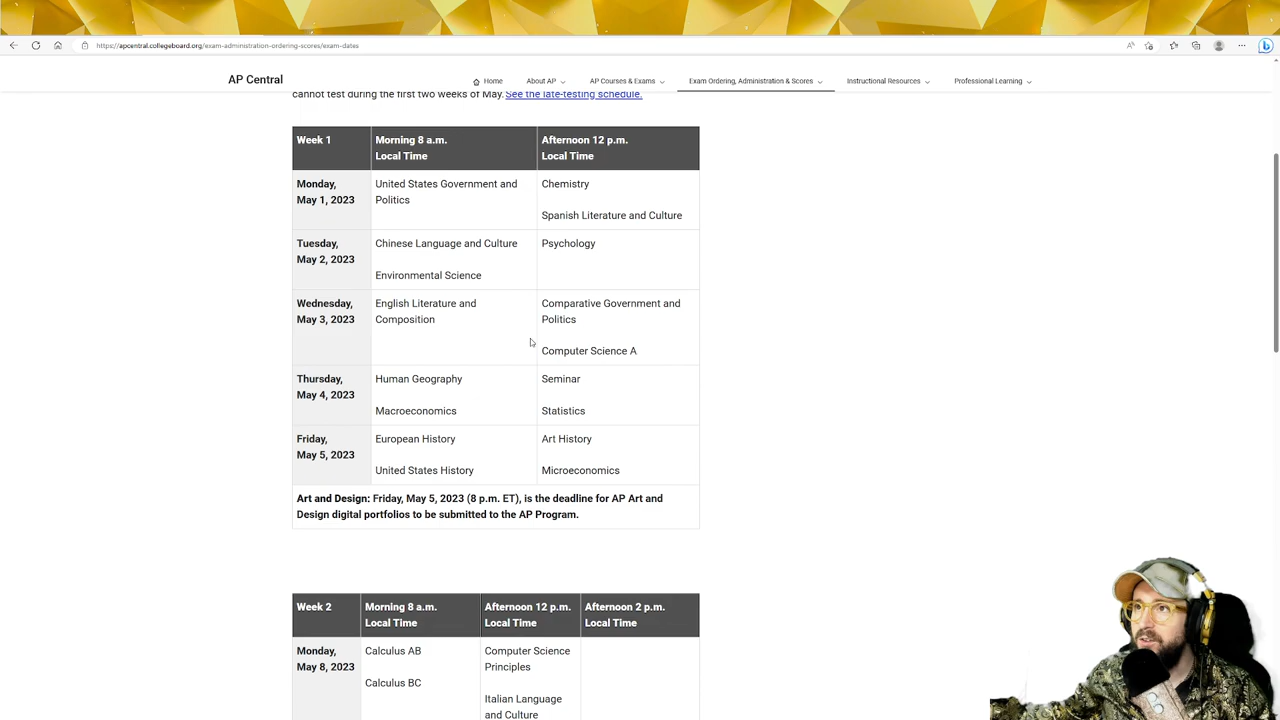 https://apcentral.collegeboard.org/exam-administration-ordering-scores/exam-dates
AP Central
Home
About AP
AP Courses & Exams
Exam Ordering, Administration & Scores
Instructional Resources
Professional Learning
cannot test during the first two weeks of May. See the late-testing schedule.
Week 1
Morning 8 a.m.
Local Time
Afternoon 12 p.m.
Local Time
Monday,
May 1, 2023
United States Government and
Politics
Chemistry
Spanish Literature and Culture
Tuesday,
May 2, 2023
Chinese Language and Culture
Environmental Science
Psychology
Wednesday,
May 3, 2023
English Literature and
Composition
Comparative Government and
Politics
Computer Science A
Thursday,
May 4, 2023
Human Geography
Macroeconomics
Seminar
Statistics
Friday,
May 5, 2023
European History
United States History
Art History
Microeconomics
Art and Design: Friday, May 5, 2023 (8 p.m. ET), is the deadline for AP Art and
Design digital portfolios to be submitted to the AP Program.
Week 2
Morning 8 a.m.
Local Time
Afternoon 12 p.m.
Local Time
Afternoon 2 p.m.
Local Time
Monday,
May 8, 2023
Calculus AB
Calculus BC
Computer Science
Principles
Italian Language
and Culture